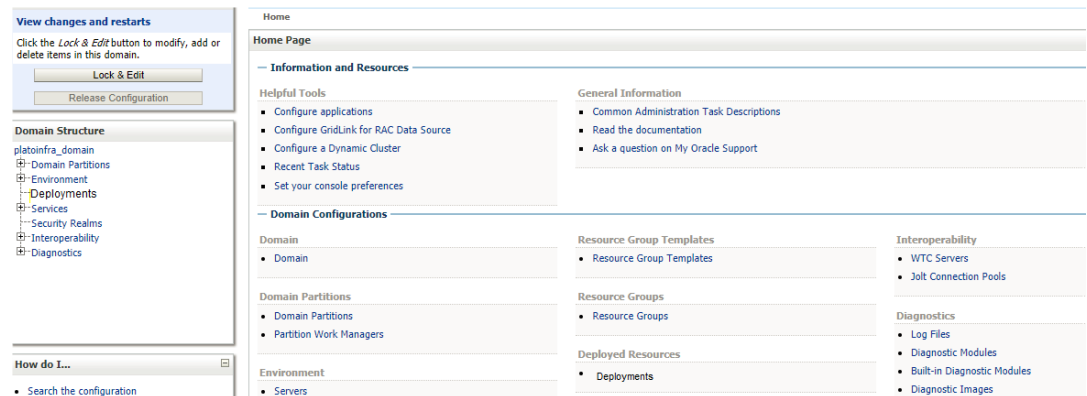 View changes and restarts
Click the Lock & Edit button to modify, add or
delete items in this domain.
Lock & Edit
Release Configuration
Domain Structure
platoinfra_domain
Domain Partitions
Environment
Deployments
Services
Security Realms
Interoperability
Diagnostics
How do I...
Search the configuration
Home
Home Page
Information and Resources
Helpful Tools
Configure applications
Configure GridLink for RAC Data Source
Configure a Dynamic Cluster
Recent Task Status
Set your console preferences
General Information
Common Administration Task Descriptions
Read the documentation
Ask a question on My Oracle Support
Domain Configurations
Domain
Domain
Domain Partitions
Domain Partitions
Partition Work Managers
Environment
Servers
Resource Group Templates
Resource Group Templates
Resource Groups
Resource Groups
Deployed Resources
Deployments
Interoperability
WTC Servers
Jolt Connection Pools
Diagnostics
Log Files
Diagnostic Modules
Built-in Diagnostic Modules
Diagnostic Images